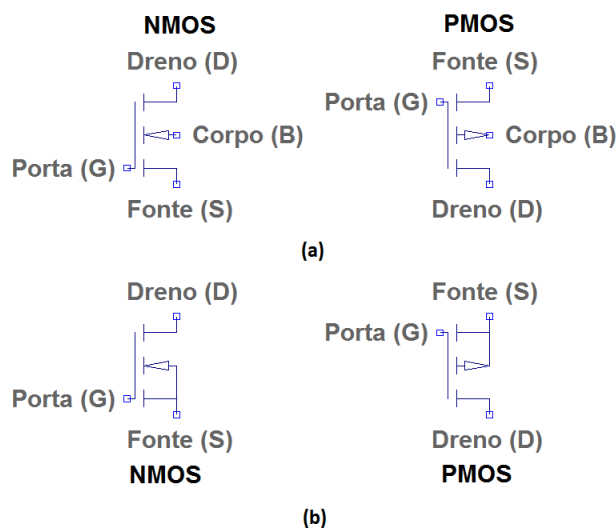 NMOS
Dreno (D)
Corpo (B)
Porta (G)
Fonte (S)
PMOS
Fonte (S)
Porta (G)
Corpo (B)
Dreno (D)
(a)
Dreno (D)
Porta (G)
Fonte (S)
NMOS
Fonte (S)
Porta (G)
Dreno (D)
PMOS
(b)